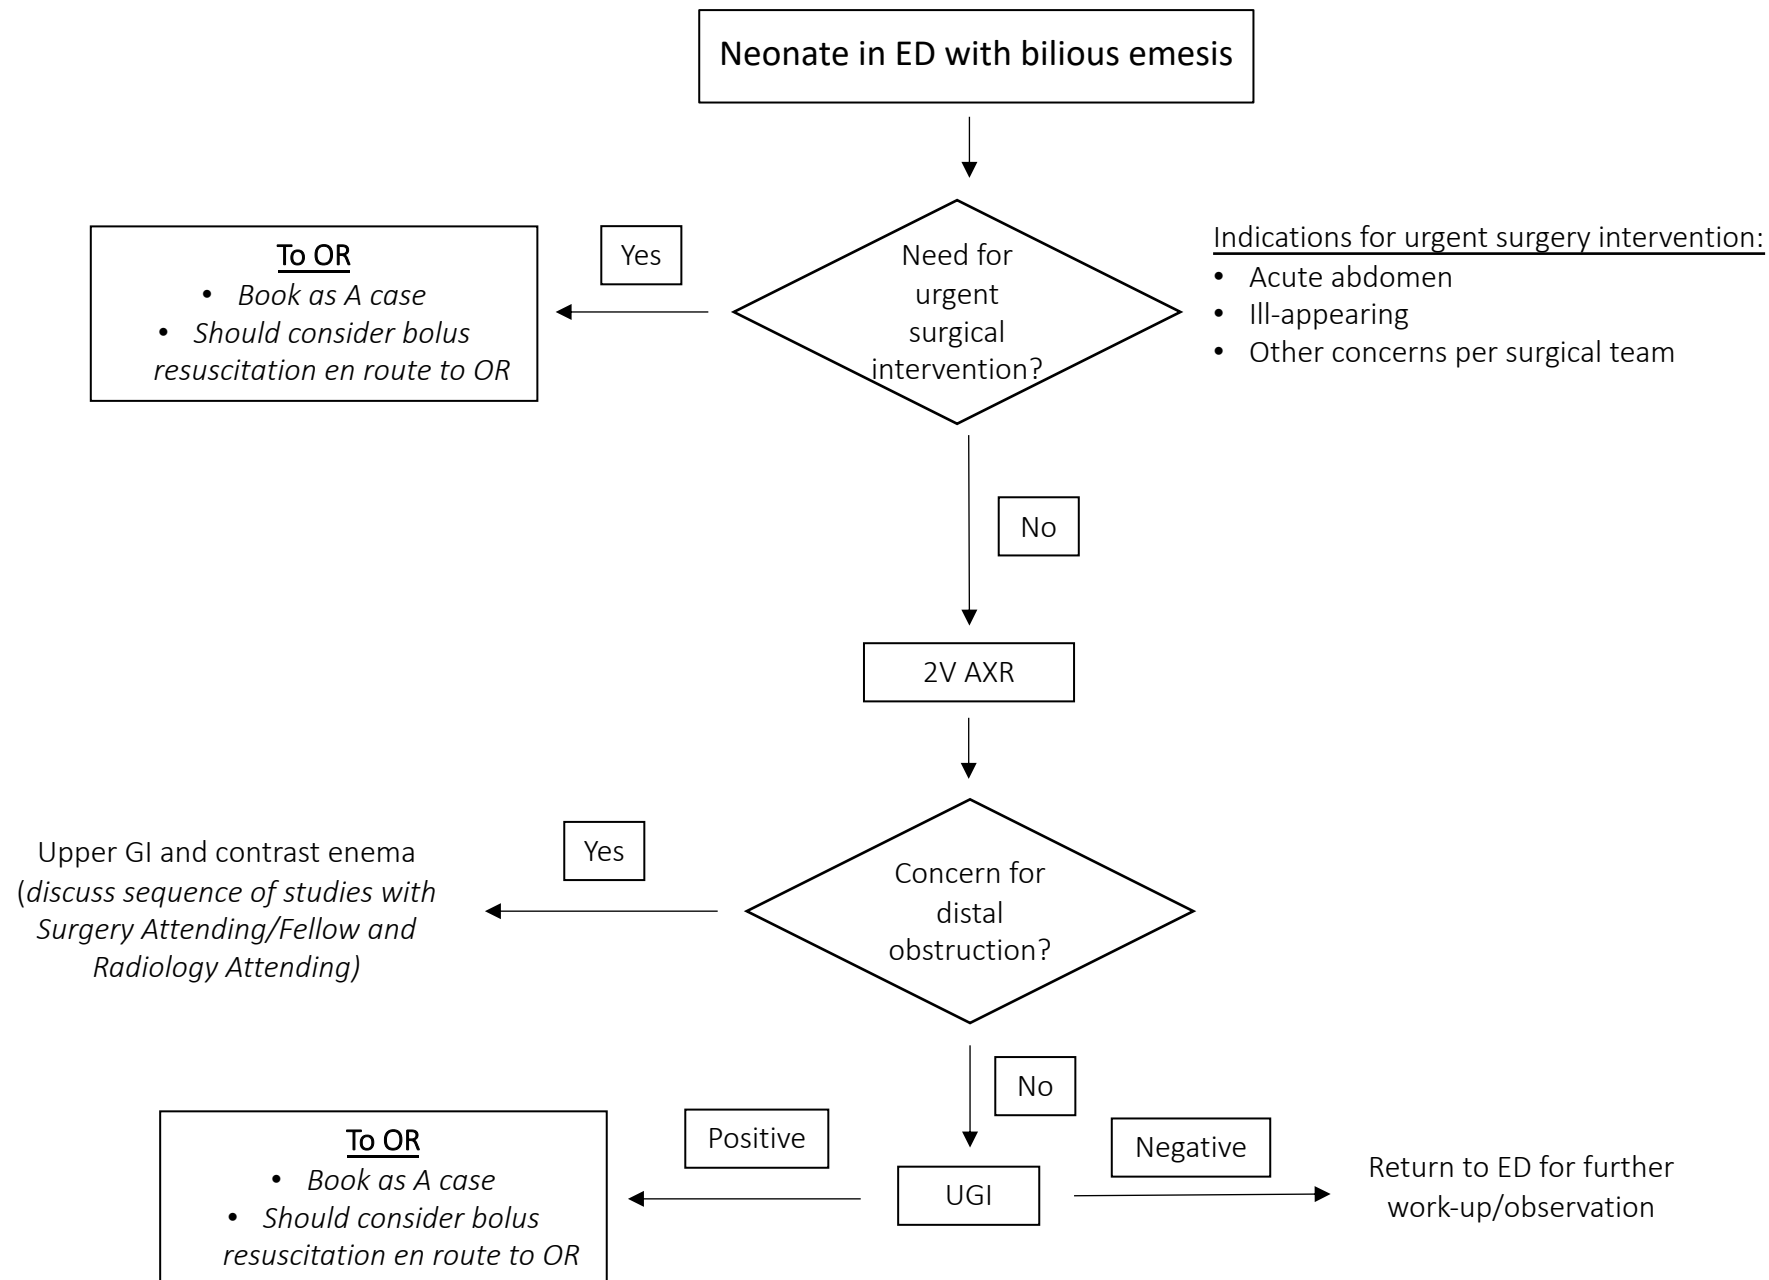 Neonate in ED with bilious emesis
To OR
• Book as A case
• Should consider bolus
resuscitation en route to OR
Yes
Need for
urgent
surgical
intervention?
Indications for urgent surgery intervention:
• Acute abdomen
• Ill-appearing
• Other concerns per surgical team
No
2V AXR
Upper GI and contrast enema
(discuss sequence of studies with
Surgery Attending/Fellow and
Radiology Attending)
Yes
Concern for
distal
obstruction?
No
To OR
• Book as A case
• Should consider bolus
resuscitation en route to OR
Positive
UGI
Negative
Return to ED for further
work-up/observation